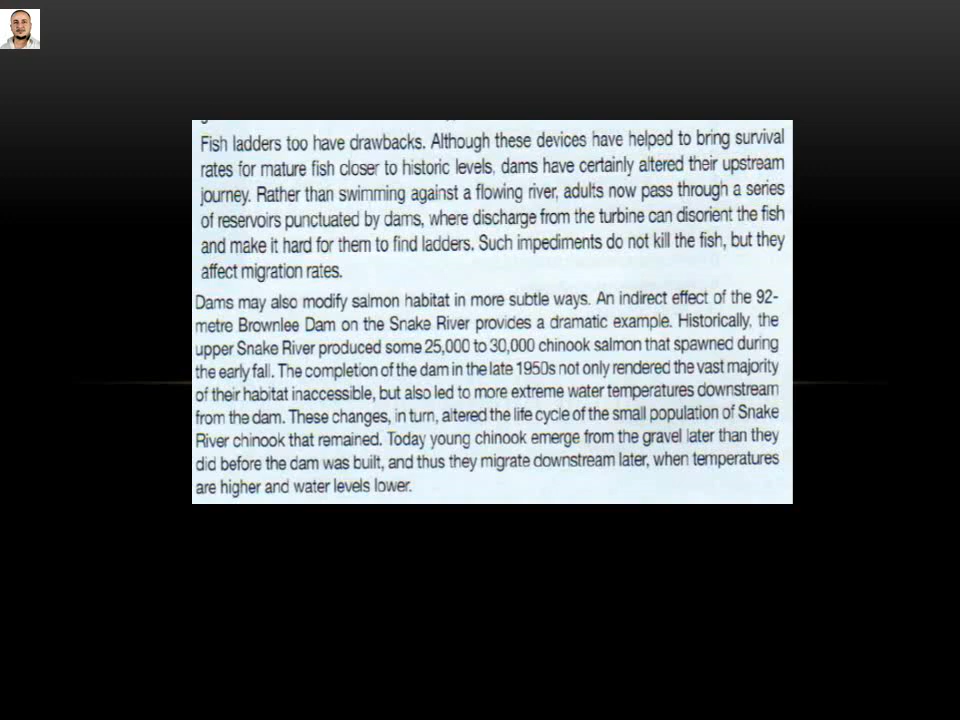 Fish ladders too have drawbacks. Although these devices have helped to bring survival
rates for mature fish closer to historic levels, dams have certainly altered their upstream
journey. Rather than swimming against a flowing river, adults now pass through a series
of reservoirs punctuated by dams, where discharge from the turbine can disorient the fish
and make it hard for them to find ladders. Such impediments do not kill the fish, but they
affect migration rates.
Dams may also modify salmon habitat in more subtle ways. An indirect effect of the 92-
metre Brownlee Dam on the Snake River provides a dramatic example. Historically, the
upper Snake River produced some 25,000 to 30,000 chinook salmon that spawned during
the early fall. The completion of the dam in the late 1950s not only rendered the vast majority
of their habitat inaccessible, but also led to more extreme water temperatures downstream
from the dam. These changes, in turn, altered the life cycle of the small population of Snake
River chinook that remained. Today young chinook emerge from the gravel later than they
did before the dam was built, and thus they migrate downstream later, when temperatures
are higher and water levels lower.